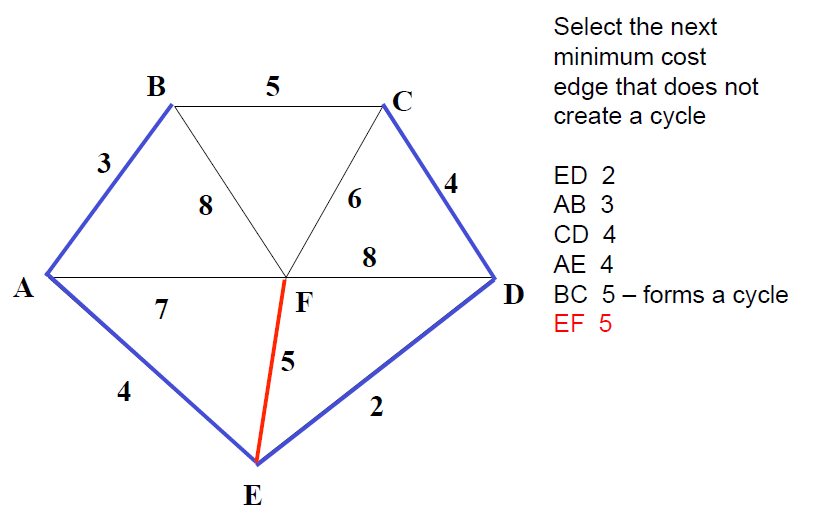 Select the next
minimum cost
edge that does not
create a cycle
ED 2
AB 3
CD 4
AE 4
BC 5 – forms a cycle
EF 5
B
5
C
3
8
6
4
A
7
F
8
D
4
5
2
E